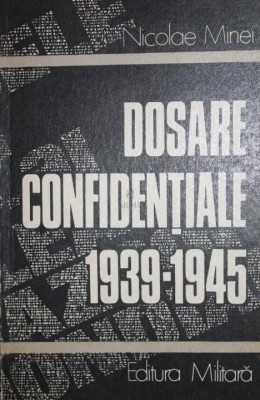 Nicolae Minei
DOSARE
CONFIDENȚIALE
1939-1945
Editura Militară